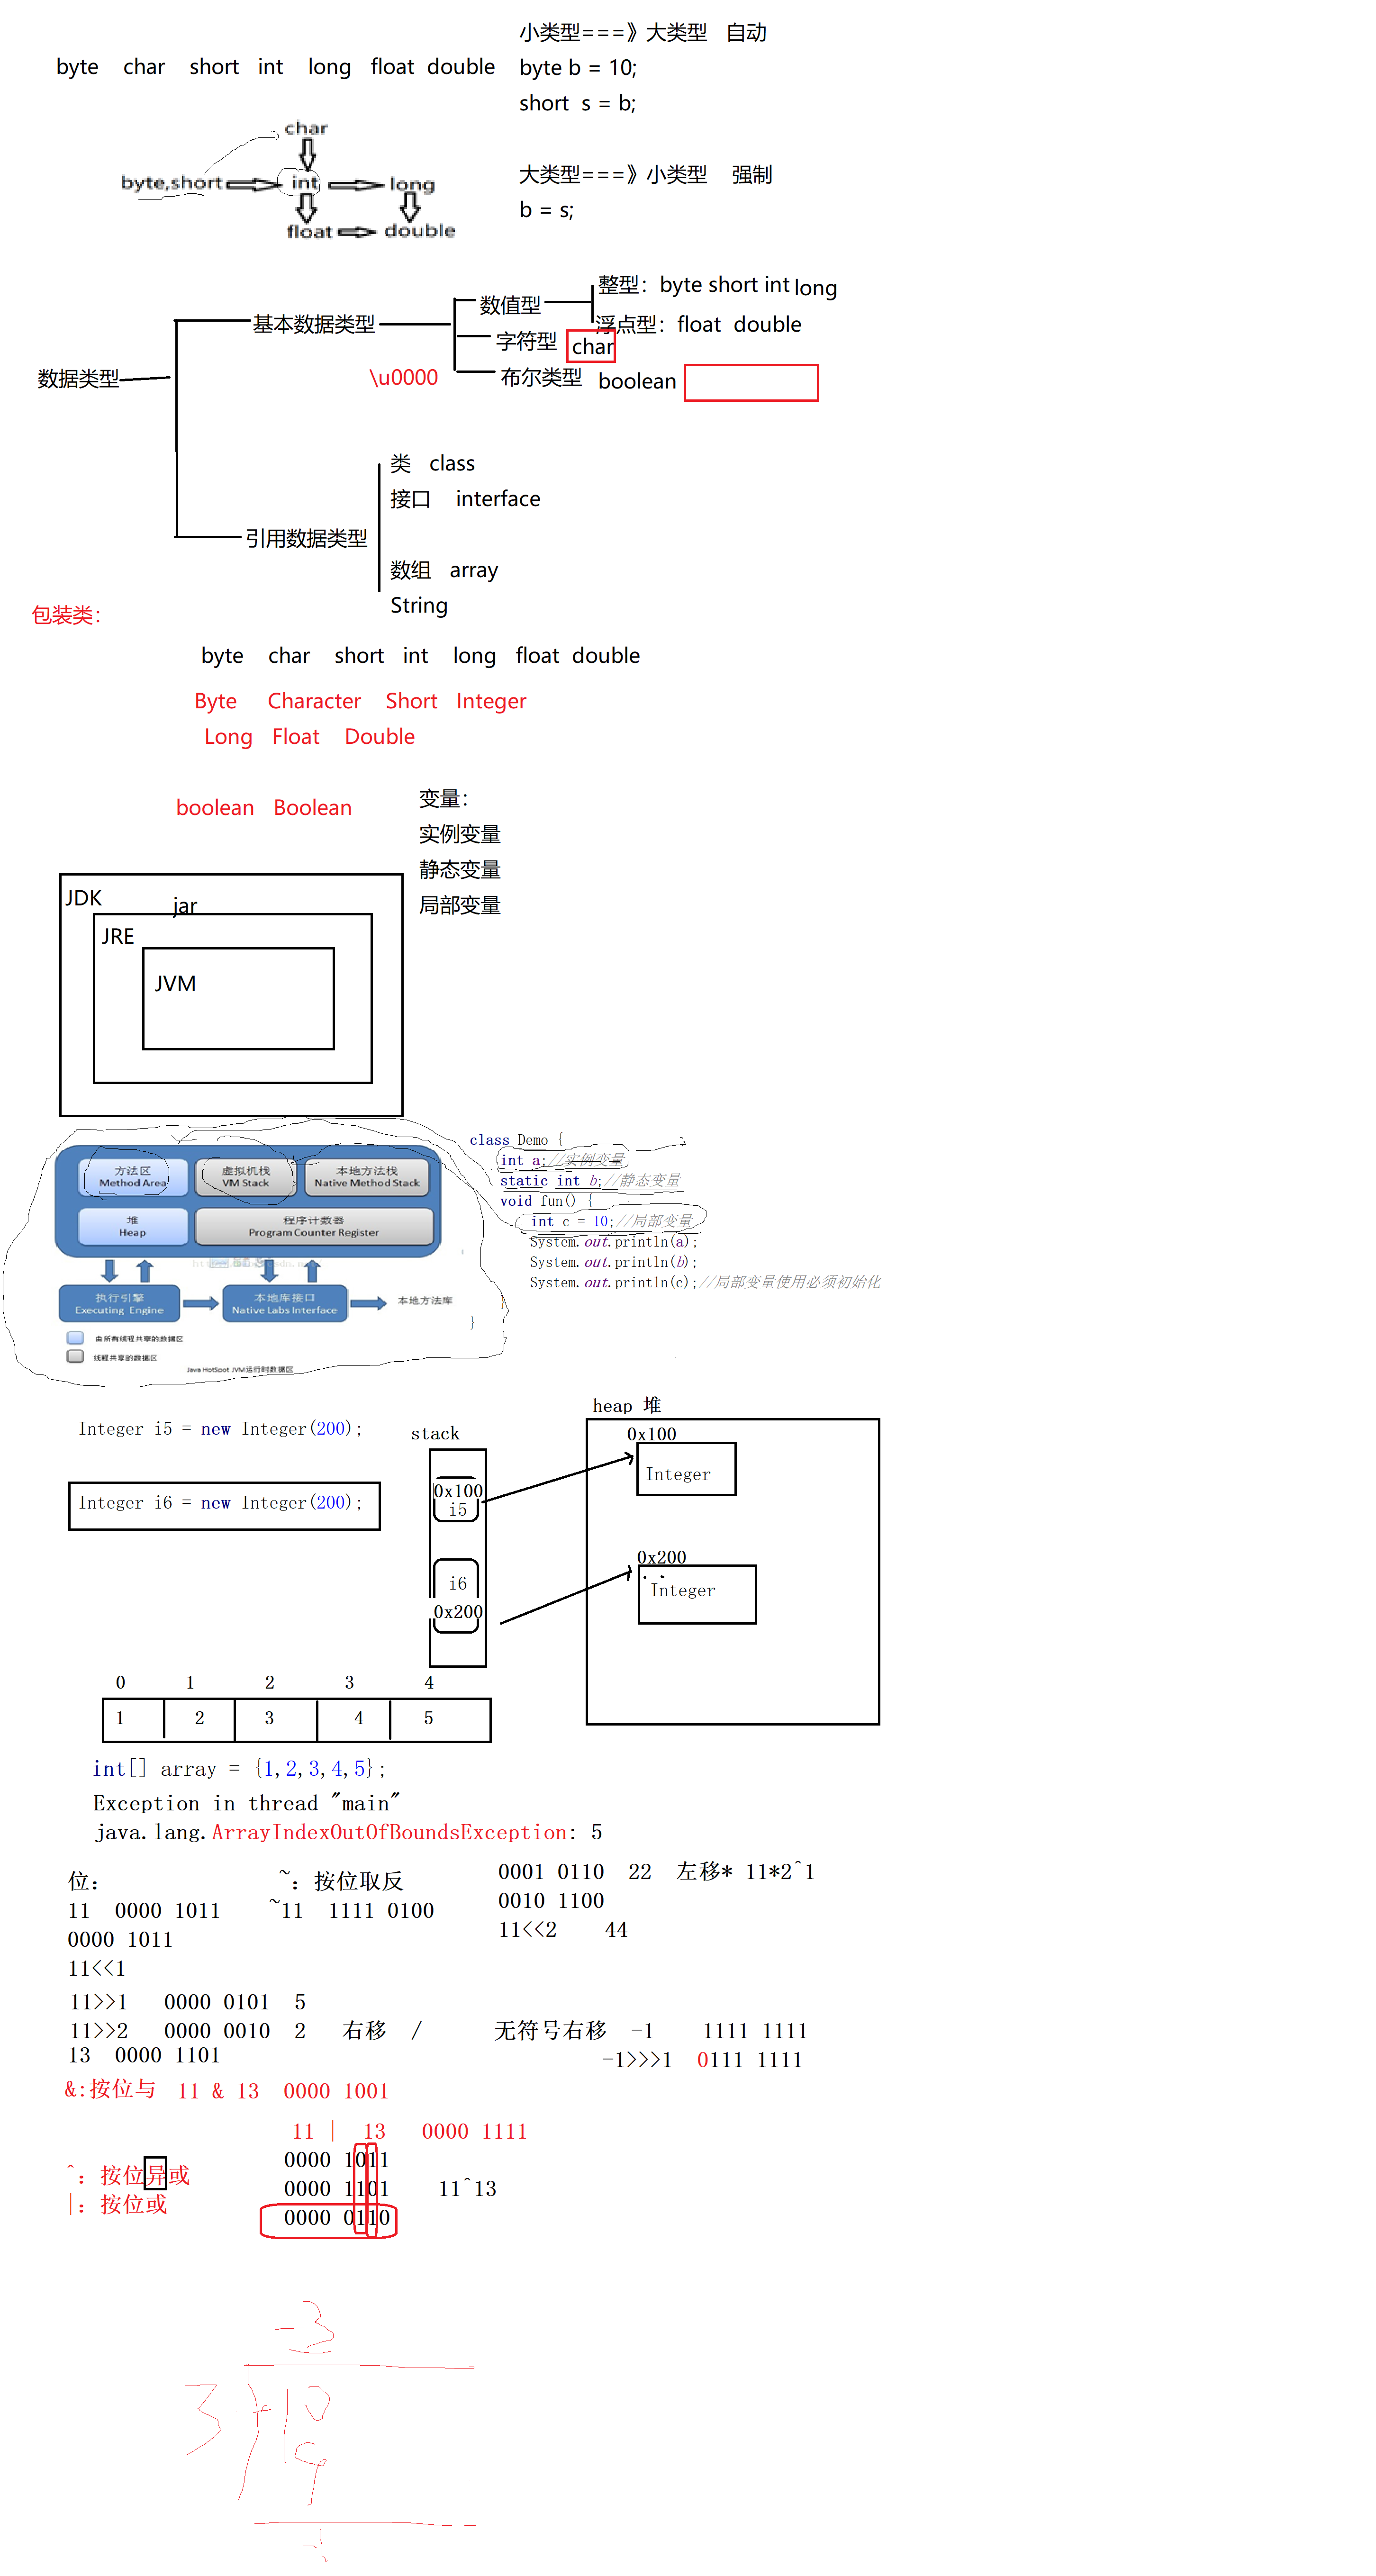 小类型===》大类型 自动
byte char short int long float double
byte b = 10;
short s = b;
char
byte,short int long
float double
大类型===》小类型 强制
b = s;
数据类型
基本数据类型
数值型
整型：byte short int long
浮点型：float double
字符型 char
\u0000
布尔类型 boolean
引用数据类型
类 class
接口 interface
数组 array
String
包装类：
byte char short int long float double
Byte Character Short Integer
Long Float Double
boolean Boolean
变量：
实例变量
静态变量
局部变量
JDK
jar
JRE
JVM
方法区
Method Area
虚拟机栈
VM Stack
本地方法栈
Native Method Stack
堆
Heap
程序计数器
Program Counter Register
执行引擎
Executing Engine
本地库接口
Native Labs Interface
本地方法库
由所有线程共享的数据区
线程共享的数据区
Java HotSpot JVM运行时数据区
class Demo {
int a;//实例变量
static int b;//静态变量
void fun() {
int c = 10;//局部变量
System.out.println(a);
System.out.println(b);
System.out.println(c);//局部变量使用必须初始化
}
}
Integer i5 = new Integer(200);
Integer i6 = new Integer(200);
stack
0x100
i5
i6
0x200
heap 堆
0x100
Integer
0x200
Integer
0 1 2 3 4
1 2 3 4 5
int[] array = {1,2,3,4,5};
Exception in thread "main"
java.lang.ArrayIndexOutOfBoundsException: 5
位：
11 0000 1011
0000 1011
11<<1
~：按位取反
~11 1111 0100
0001 0110 22 左移* 11*2^1
0010 1100
11<<2 44
11>>1 0000 0101 5
11>>2 0000 0010 2 右移 /
13 0000 1101
无符号右移 -1 1111 1111
-1>>>1 0111 1111
&:按位与 11 & 13 0000 1001
11 | 13 0000 1111
0000 1011
^：按位异或
0000 1101 11^13
|：按位或
0000 0110
-3
3
-10
9
-1